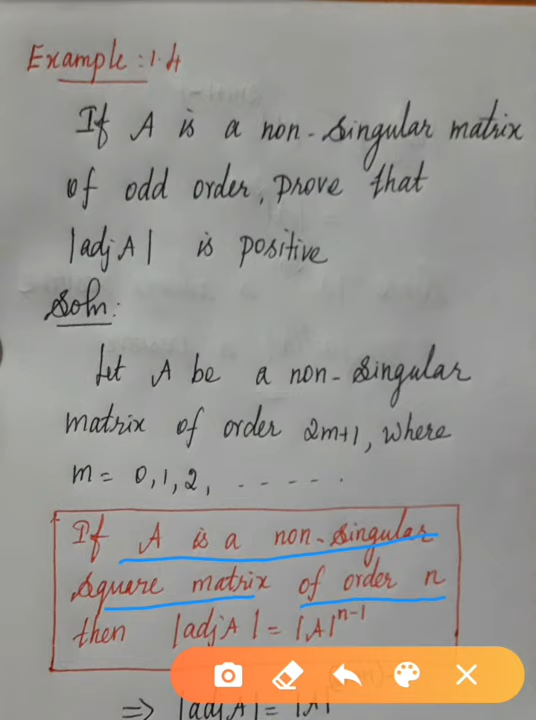 Example: 1.4
If A is a non-singular matrix
of odd order, prove that
|adj A| is positive
Soln:
Let A be a non-singular
matrix of order 2m+1, where
m = 0, 1, 2, ------
If A is a non-singular
square matrix of order n
then |adj A| = |A|^{n-1}
⇒ |adj A| = |A|